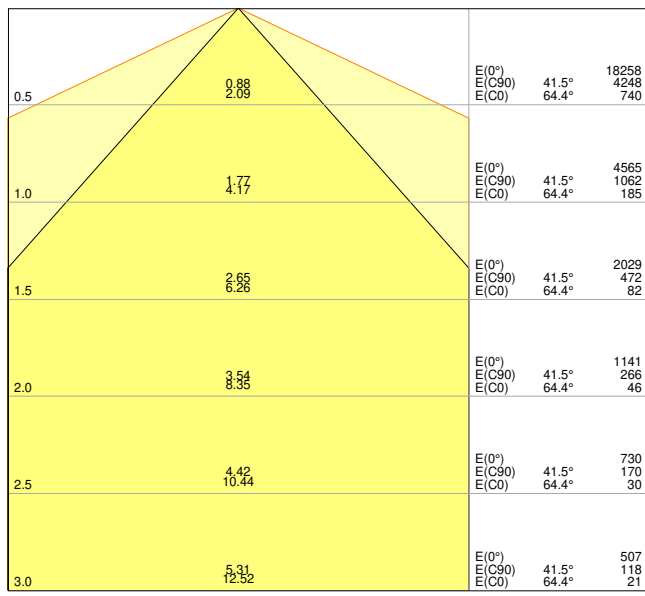 0.88
2.09
0.5
E(0°) 18258
E(C90) 41.5° 4248
E(C0) 64.4° 740
1.77
4.17
1.0
E(0°) 4565
E(C90) 41.5° 1062
E(C0) 64.4° 185
2.65
6.26
1.5
E(0°) 2029
E(C90) 41.5° 472
E(C0) 64.4° 82
3.54
8.35
2.0
E(0°) 1141
E(C90) 41.5° 266
E(C0) 64.4° 46
4.42
10.44
2.5
E(0°) 730
E(C90) 41.5° 170
E(C0) 64.4° 30
5.31
12.52
3.0
E(0°) 507
E(C90) 41.5° 118
E(C0) 64.4° 21